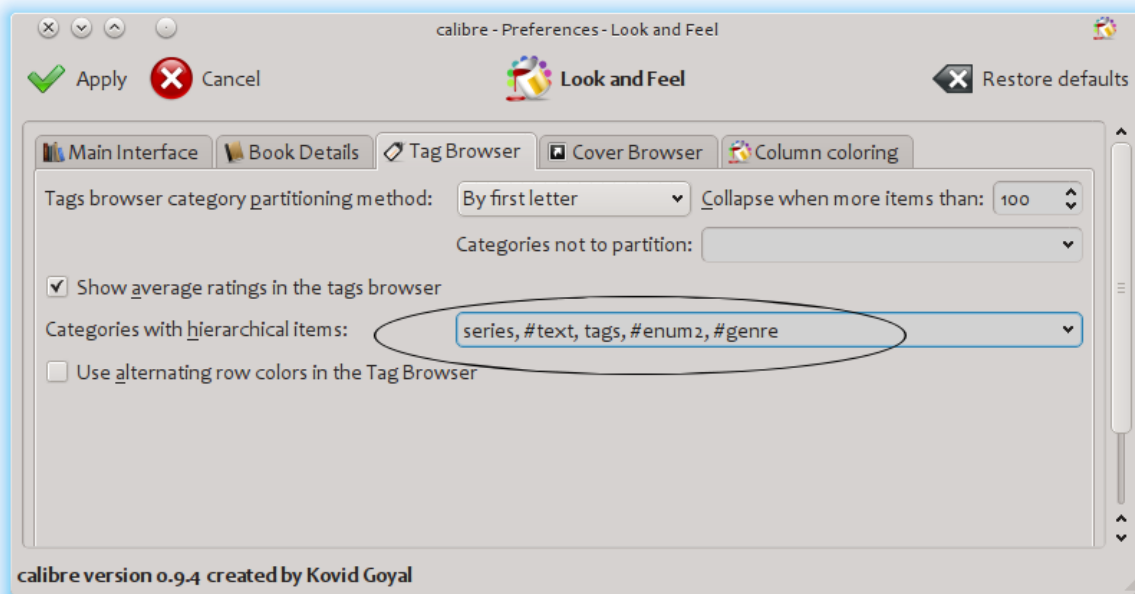 calibre - Preferences - Look and Feel
Apply Cancel Look and Feel Restore defaults
Main Interface Book Details Tag Browser Cover Browser Column coloring
Tags browser category partitioning method: By first letter Collapse when more items than: 100
Categories not to partition:
Show average ratings in the tags browser
Categories with hierarchical items: series, #text, tags, #enum2, #genre
Use alternating row colors in the Tag Browser
calibre version 0.9.4 created by Kovid Goyal